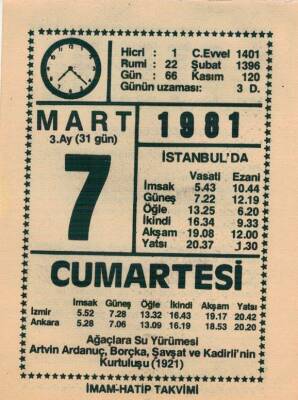 Hicri : 1 C.Evvel 1401
Rumi : 22 Şubat 1396
Gün : 66 Kasım 120
Günün uzaması: 3 D.
MART 1981
3.Ay (31 gün)
7
İSTANBUL'DA
Vasati Ezani
İmsak 5.43 10.44
Güneş 7.22 12.19
Öğle 13.25 6.20
İkindi 16.34 9.33
Akşam 19.08 12.00
Yatsı 20.37 1.30
CUMARTESİ
İmsak Güneş Öğle İkindi Akşam Yatsı
İzmir 5.52 7.28 13.32 16.43 19.17 20.42
Ankara 5.28 7.06 13.09 16.19 18.53 20.20
Ağaçlara Su Yürümesi
Artvin Ardanuç, Borçka, Şavşat ve Kadirli'nin
Kurtuluşu (1921)
İMAM-HATİP TAKVİMİ